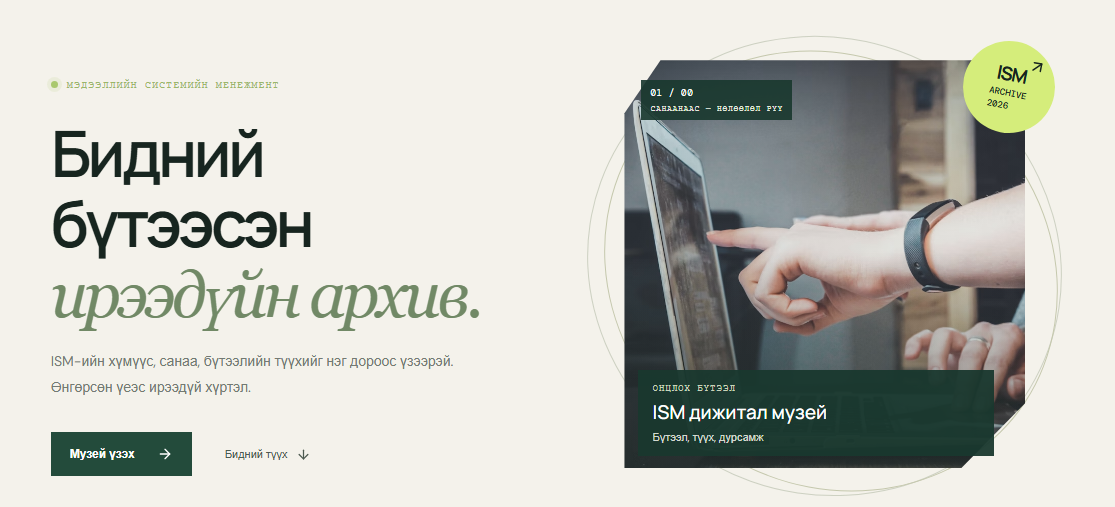 МЭДЭЭЛЛИЙН СИСТЕМИЙН МЕНЕЖМЕНТ
Бидний
бүтээсэн
ирээдүйн архив.
ISM-ийн хүмүүс, санаа, бүтээлийн түүхийг нэг дороос үзээрэй.
Өнгөрсөн үеэс ирээдүй хүртэл.
Музей үзэх →
Бидний түүх ↓
01 / 00
САНААНААС — НӨЛӨӨЛӨЛ РҮҮ
ISM ↗
ARCHIVE
2026
ОНЦЛОХ БҮТЭЭЛ
ISM дижитал музей
Бүтээл, түүх, дурсамж